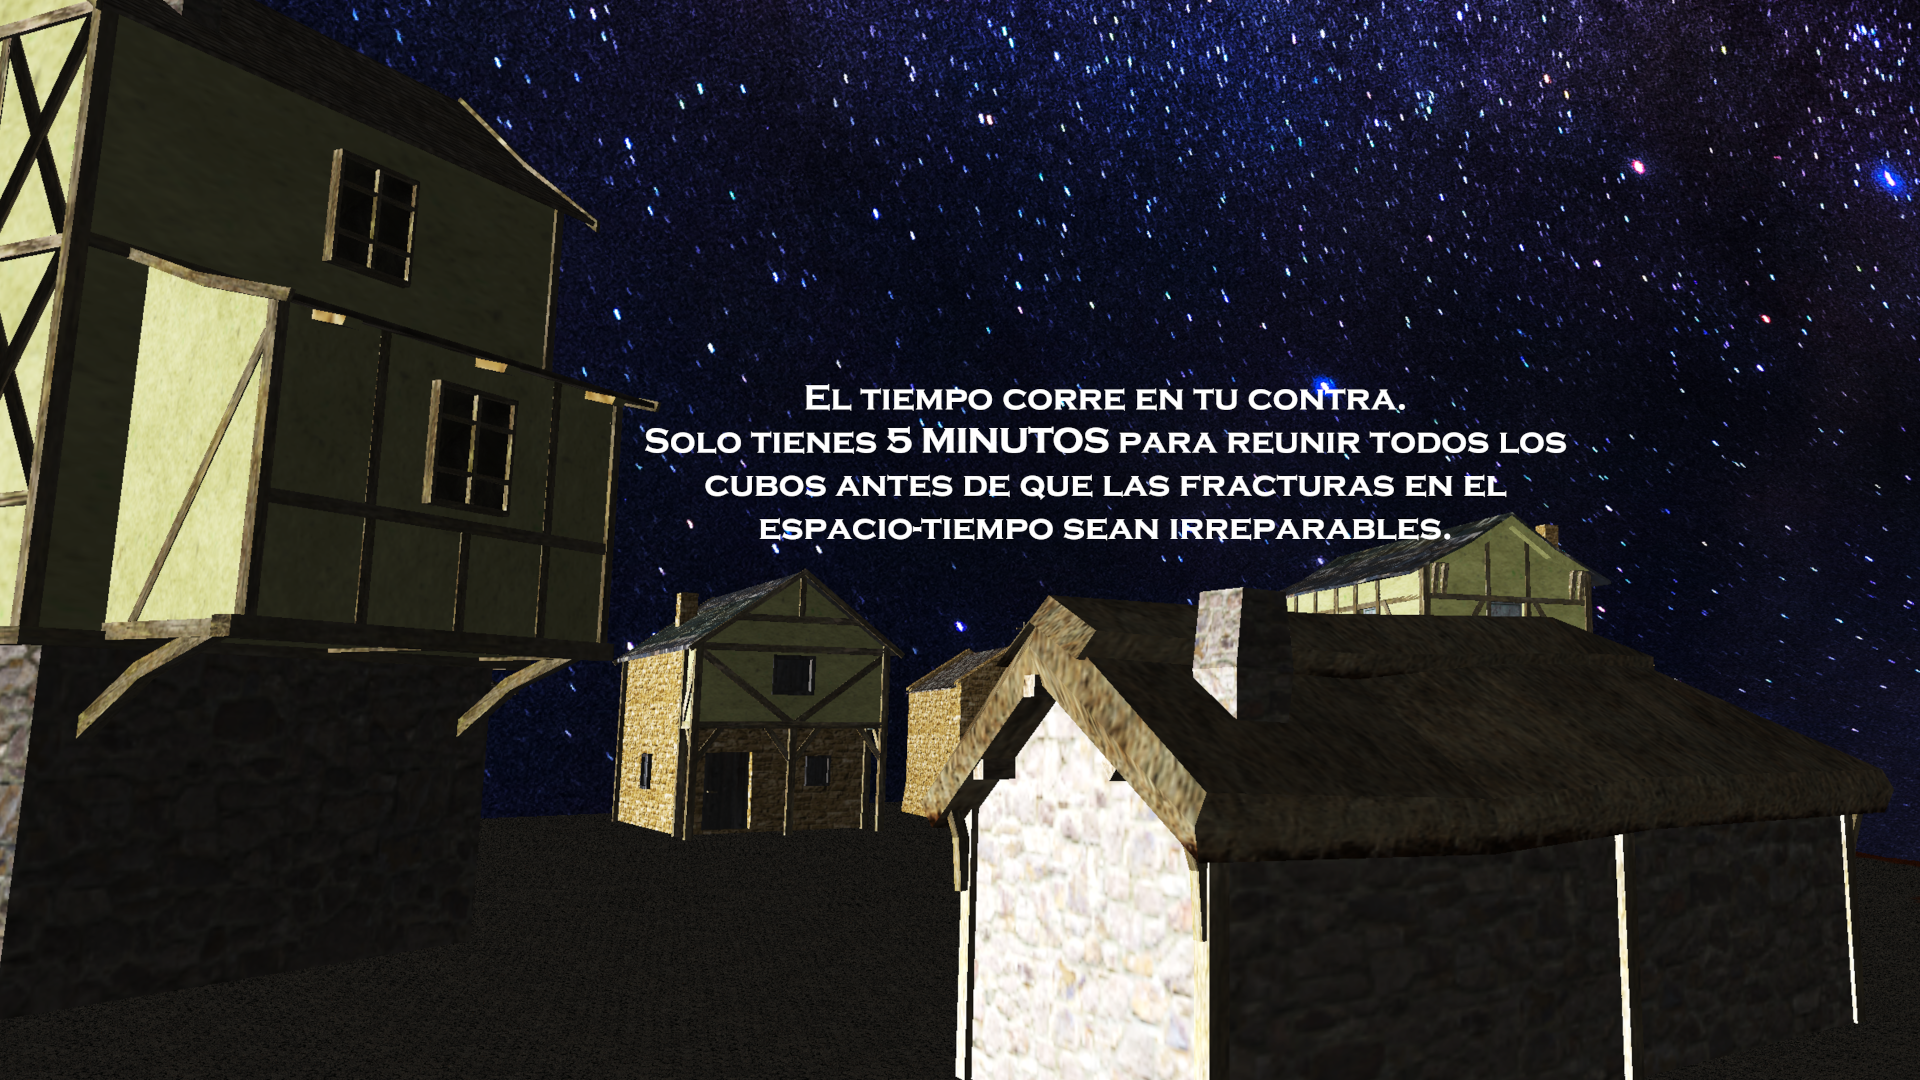 El tiempo corre en tu contra.
Solo tienes 5 MINUTOS para reunir todos los
cubos antes de que las fracturas en el
espacio-tiempo sean irreparables.